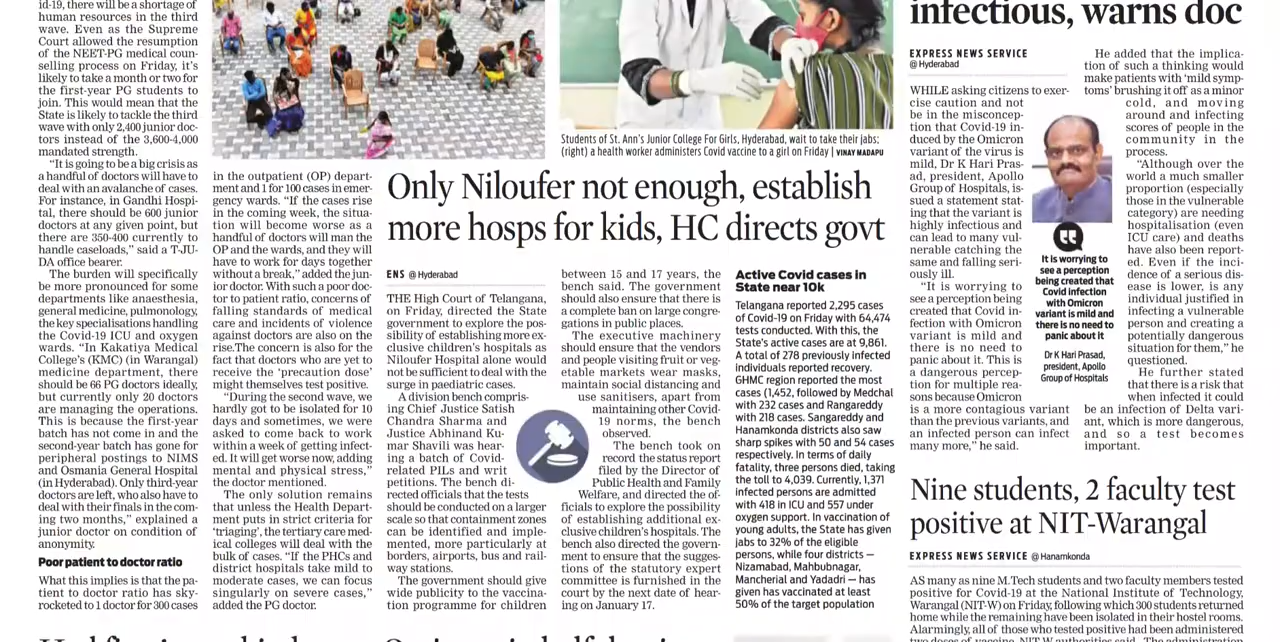 id-19, there will be a shortage of
human resources in the third
wave. Even as the Supreme
Court allowed the resumption
of the NEET-PG medical coun-
selling process on Friday, it's
likely to take a month or two for
the first-year PG students to
join. This would mean that the
State is likely to tackle the third
wave with only 2,400 junior doc-
tors instead of the 3,600-4,000
mandated strength.
"It is going to be a big crisis as
a handful of doctors will have to
deal with an avalanche of cases.
For instance, in Gandhi Hospi-
tal, there should be 600 junior
doctors at any given point, but
there are 350-400 currently to
handle caseloads," said a T-JU-
DA office bearer.
The burden will specifically
be more pronounced for some
departments like anaesthesia,
general medicine, pulmonology,
the key specialisations handling
the Covid-19 ICU and oxygen
wards. "In Kakatiya Medical
College's (KMC) (in Warangal)
medicine department, there
should be 66 PG doctors ideally,
but currently only 20 doctors
are managing the operations.
This is because the first-year
batch has not come in and the
second-year batch has gone for
peripheral postings to NIMS
and Osmania General Hospital
(in Hyderabad). Only third-year
doctors are left, who also have to
deal with their finals in the com-
ing two months," explained a
junior doctor on condition of
anonymity.
Poor patient to doctor ratio
What this implies is that the pa-
tient to doctor ratio has sky-
rocketed to 1 doctor for 300 cases
in the outpatient (OP) depart-
ment and 1 for 100 cases in emer-
gency wards. "If the cases rise
in the coming week, the situa-
tion will become worse as a
handful of doctors will man the
OP and the wards, and they will
have to work for days together
without a break," added the jun-
ior doctor. With such a poor doc-
tor to patient ratio, concerns of
falling standards of medical
care and incidents of violence
against doctors are also on the
rise.The concern is also for the
fact that doctors who are yet to
receive the 'precaution dose'
might themselves test positive.
"During the second wave, we
hardly got to be isolated for 10
days and sometimes, we were
asked to come back to work
within a week of getting infect-
ed. It will get worse now, adding
mental and physical stress,"
the doctor mentioned.
The only solution remains
that unless the Health Depart-
ment puts in strict criteria for
'triaging', the tertiary care med-
ical colleges will deal with the
bulk of cases. "If the PHCs and
district hospitals take mild to
moderate cases, we can focus
singularly on severe cases,"
added the PG doctor.
Students of St. Ann's Junior College For Girls, Hyderabad, wait to take their jabs;
(right) a health worker administers Covid vaccine to a girl on Friday | VINAY MADAPU
Only Niloufer not enough, establish
more hosps for kids, HC directs govt
ENS @ Hyderabad
THE High Court of Telangana,
on Friday, directed the State
government to explore the pos-
sibility of establishing more ex-
clusive children's hospitals as
Niloufer Hospital alone would
not be sufficient to deal with the
surge in paediatric cases.
A division bench compris-
ing Chief Justice Satish
Chandra Sharma and
Justice Abhinand Ku-
mar Shavili was hear-
ing a batch of Covid-
related PILs and writ
petitions. The bench di-
rected officials that the tests
should be conducted on a larger
scale so that containment zones
can be identified and imple-
mented, more particularly at
borders, airports, bus and rail-
way stations.
The government should give
wide publicity to the vaccina-
tion programme for children
between 15 and 17 years, the
bench said. The government
should also ensure that there is
a complete ban on large congre-
gations in public places.
The executive machinery
should ensure that the vendors
and people visiting fruit or veg-
etable markets wear masks,
maintain social distancing and
use sanitisers, apart from
maintaining other Covid-
19 norms, the bench
observed.
The bench took on
record the status report
filed by the Director of
Public Health and Family
Welfare, and directed the of-
ficials to explore the possibility
of establishing additional ex-
clusive children's hospitals. The
bench also directed the govern-
ment to ensure that the sugges-
tions of the statutory expert
committee is furnished in the
court by the next date of hear-
ing on January 17.
Active Covid cases in
State near 10k
Telangana reported 2,295 cases
of Covid-19 on Friday with 64,474
tests conducted. With this, the
State's active cases are at 9,861.
A total of 278 previously infected
individuals reported recovery.
GHMC region reported the most
cases (1,452, followed by Medchal
with 232 cases and Rangareddy
with 218 cases. Sangareddy and
Hanamkonda districts also saw
sharp spikes with 50 and 54 cases
respectively. In terms of daily
fatality, three persons died, taking
the toll to 4,039. Currently, 1,371
infected persons are admitted
with 418 in ICU and 557 under
oxygen support. In vaccination of
young adults, the State has given
jabs to 32% of the eligible
persons, while four districts —
Nizamabad, Mahbubnagar,
Mancherial and Yadadri — has
given has vaccinated at least
50% of the target population
infectious, warns doc
EXPRESS NEWS SERVICE
@ Hyderabad
WHILE asking citizens to exer-
cise caution and not
be in the misconcep-
tion that Covid-19 in-
duced by the Omicron
variant of the virus is
mild, Dr K Hari Pras-
ad, president, Apollo
Group of Hospitals, is-
sued a statement stat-
ing that the variant is
highly infectious and
can lead to many vul-
nerable catching the
same and falling seri-
ously ill.
"It is worrying to
see a perception being
created that Covid in-
fection with Omicron
variant is mild and
there is no need to
panic about it. This is
a dangerous percep-
tion for multiple rea-
sons because Omicron
is a more contagious variant
than the previous variants, and
an infected person can infect
many more," he said.
It is worrying to
see a perception
being created that
Covid infection
with Omicron
variant is mild and
there is no need to
panic about it
Dr K Hari Prasad,
president, Apollo
Group of Hospitals
He added that the implica-
tion of such a thinking would
make patients with 'mild symp-
toms' brushing it off as a minor
cold, and moving
around and infecting
scores of people in the
community in the
process.
"Although over the
world a much smaller
proportion (especially
those in the vulnerable
category) are needing
hospitalisation (even
ICU care) and deaths
have also been report-
ed. Even if the inci-
dence of a serious dis-
ease is lower, is any
individual justified in
infecting a vulnerable
person and creating a
potentially dangerous
situation for them," he
questioned.
He further stated
that there is a risk that
when infected it could
be an infection of Delta vari-
ant, which is more dangerous,
and so a test becomes
important.
Nine students, 2 faculty test
positive at NIT-Warangal
EXPRESS NEWS SERVICE @ Hanamkonda
AS many as nine M.Tech students and two faculty members tested
positive for Covid-19 at the National Institute of Technology,
Warangal (NIT-W) on Friday, following which 300 students returned
home while the remaining have been isolated in their hostel rooms.
Alarmingly, all of those who tested positive had been administered